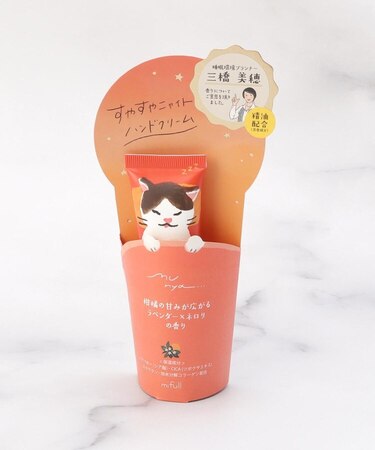 睡眠環境プランナー
三橋 美穂
香りについて
ご意見を頂き
ました。
精油
配合
すやすやニャイト
ハンドクリーム
mu
nya...
柑橘の甘みが広がる
ラベンダー×ネロリ
の香り
mifull